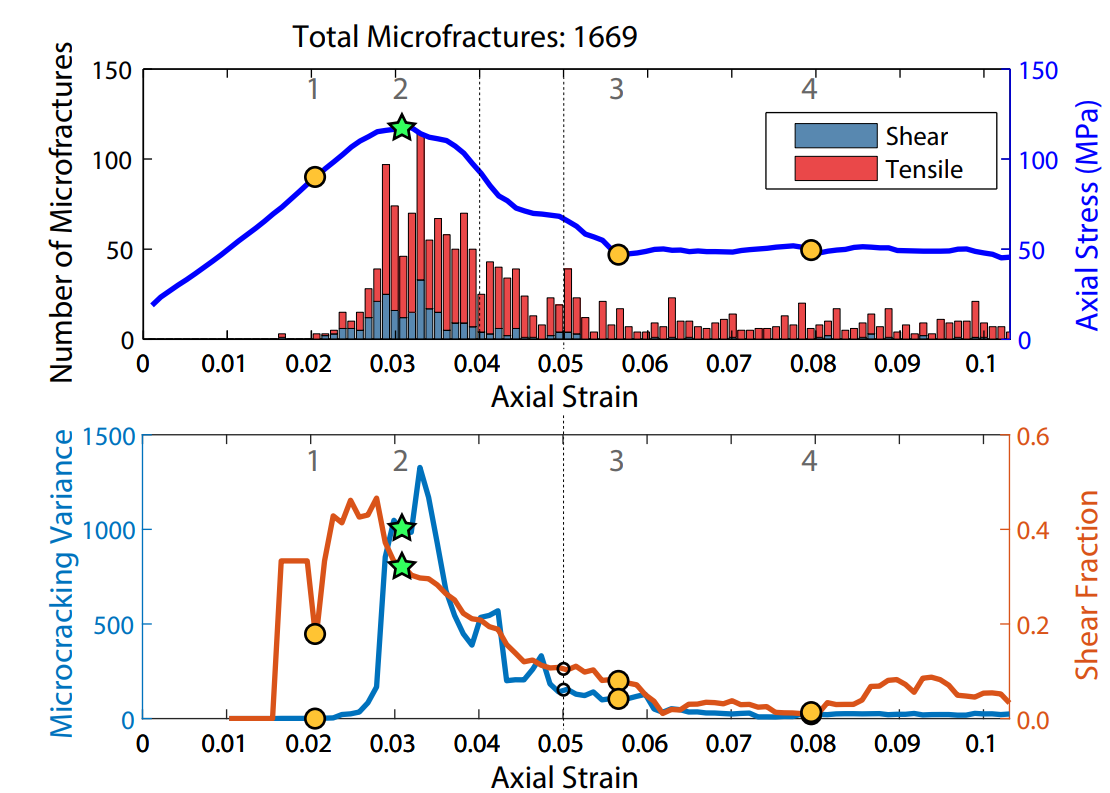 Total Microfractures: 1669
Number of Microfractures
150
100
50
0
1
2
3
4
Shear
Tensile
150
100
50
0
Axial Stress (MPa)
0 0.01 0.02 0.03 0.04 0.05 0.06 0.07 0.08 0.09 0.1
Axial Strain
Microcracking Variance
1500
1000
500
0
1
2
3
4
0.6
0.4
0.2
0.0
Shear Fraction
0 0.01 0.02 0.03 0.04 0.05 0.06 0.07 0.08 0.09 0.1
Axial Strain